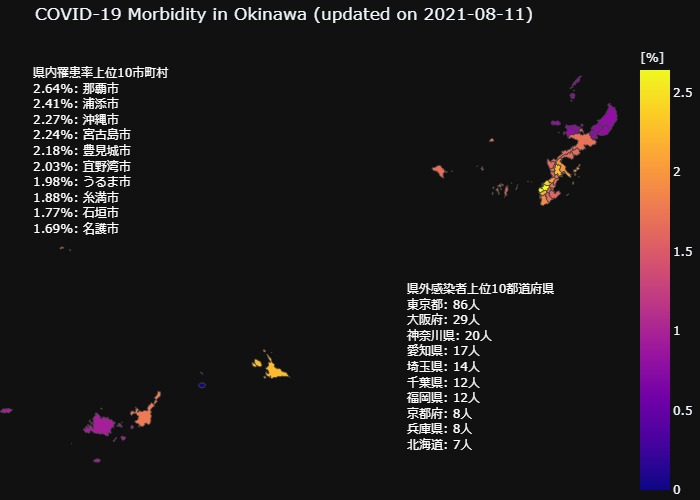 COVID-19 Morbidity in Okinawa (updated on 2021-08-11)
県内罹患率上位10市町村
2.64%: 那覇市
2.41%: 浦添市
2.27%: 沖縄市
2.24%: 宮古島市
2.18%: 豊見城市
2.03%: 宜野湾市
1.98%: うるま市
1.88%: 糸満市
1.77%: 石垣市
1.69%: 名護市
県外感染者上位10都道府県
東京都: 86人
大阪府: 29人
神奈川県: 20人
愛知県: 17人
埼玉県: 14人
千葉県: 12人
福岡県: 12人
京都府: 8人
兵庫県: 8人
北海道: 7人
[%]
2.5
2
1.5
1
0.5
0